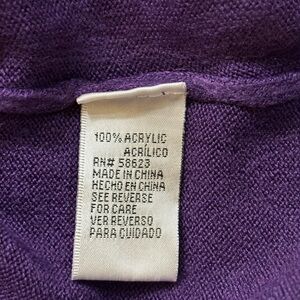 100% ACRYLIC
ACRÍLICO
RN# 58623
MADE IN CHINA
HECHO EN CHINA
SEE REVERSE
FOR CARE
VER REVERSO
PARA CUIDADO